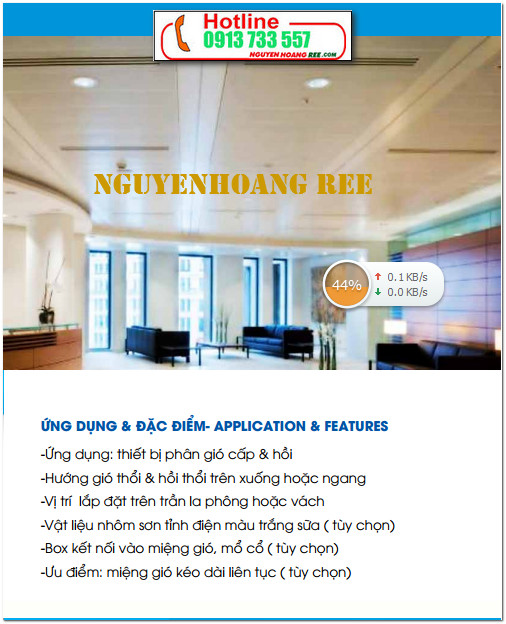 Hotline
0913 733 557
NGUYEN HOANG REE.COM
NGUYENHOANG REE
44%
0.1 KB/s
0.0 KB/s
ỨNG DỤNG & ĐẶC ĐIỂM- APPLICATION & FEATURES
-Ứng dụng: thiết bị phân gió cấp & hồi
-Hướng gió thổi & hồi thổi trên xuống hoặc ngang
-Vị trí lắp đặt trên trần la phông hoặc vách
-Vật liệu nhôm sơn tỉnh điện màu trắng sữa ( tùy chọn)
-Box kết nối vào miệng gió, mổ cổ ( tùy chọn)
-Ưu điểm: miệng gió kéo dài liên tục ( tùy chọn)